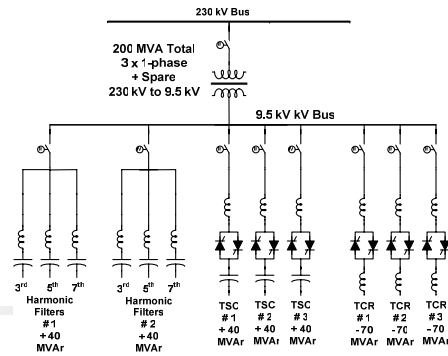 230 kV Bus
200 MVA Total
3 x 1-phase
+ Spare
230 kV to 9.5 kV
9.5 kV kV Bus
3rd 5th 7th
Harmonic
Filters
#1
+40
MVAr
3rd 5th 7th
Harmonic
Filters
#2
+40
MVAr
TSC
#1
+40
MVAr
TSC
#2
+40
MVAr
TSC
#3
+40
MVAr
TCR
#1
-70
MVAr
TCR
#2
-70
MVAr
TCR
#3
-70
MVAr